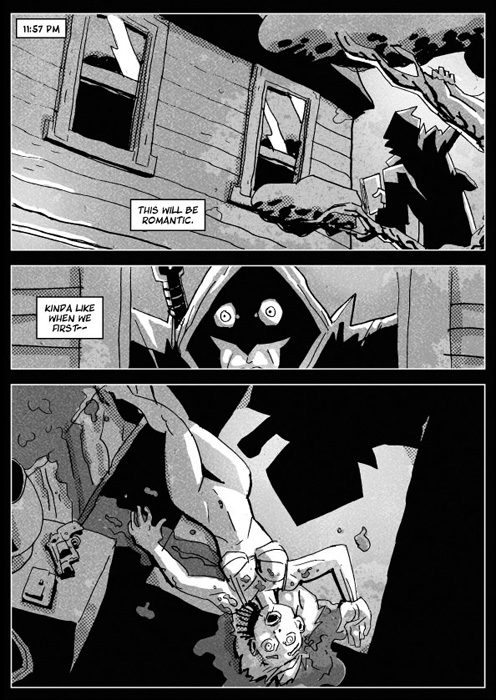 11:57 PM
THIS WILL BE
ROMANTIC.
KINDA LIKE
WHEN WE
FIRST--